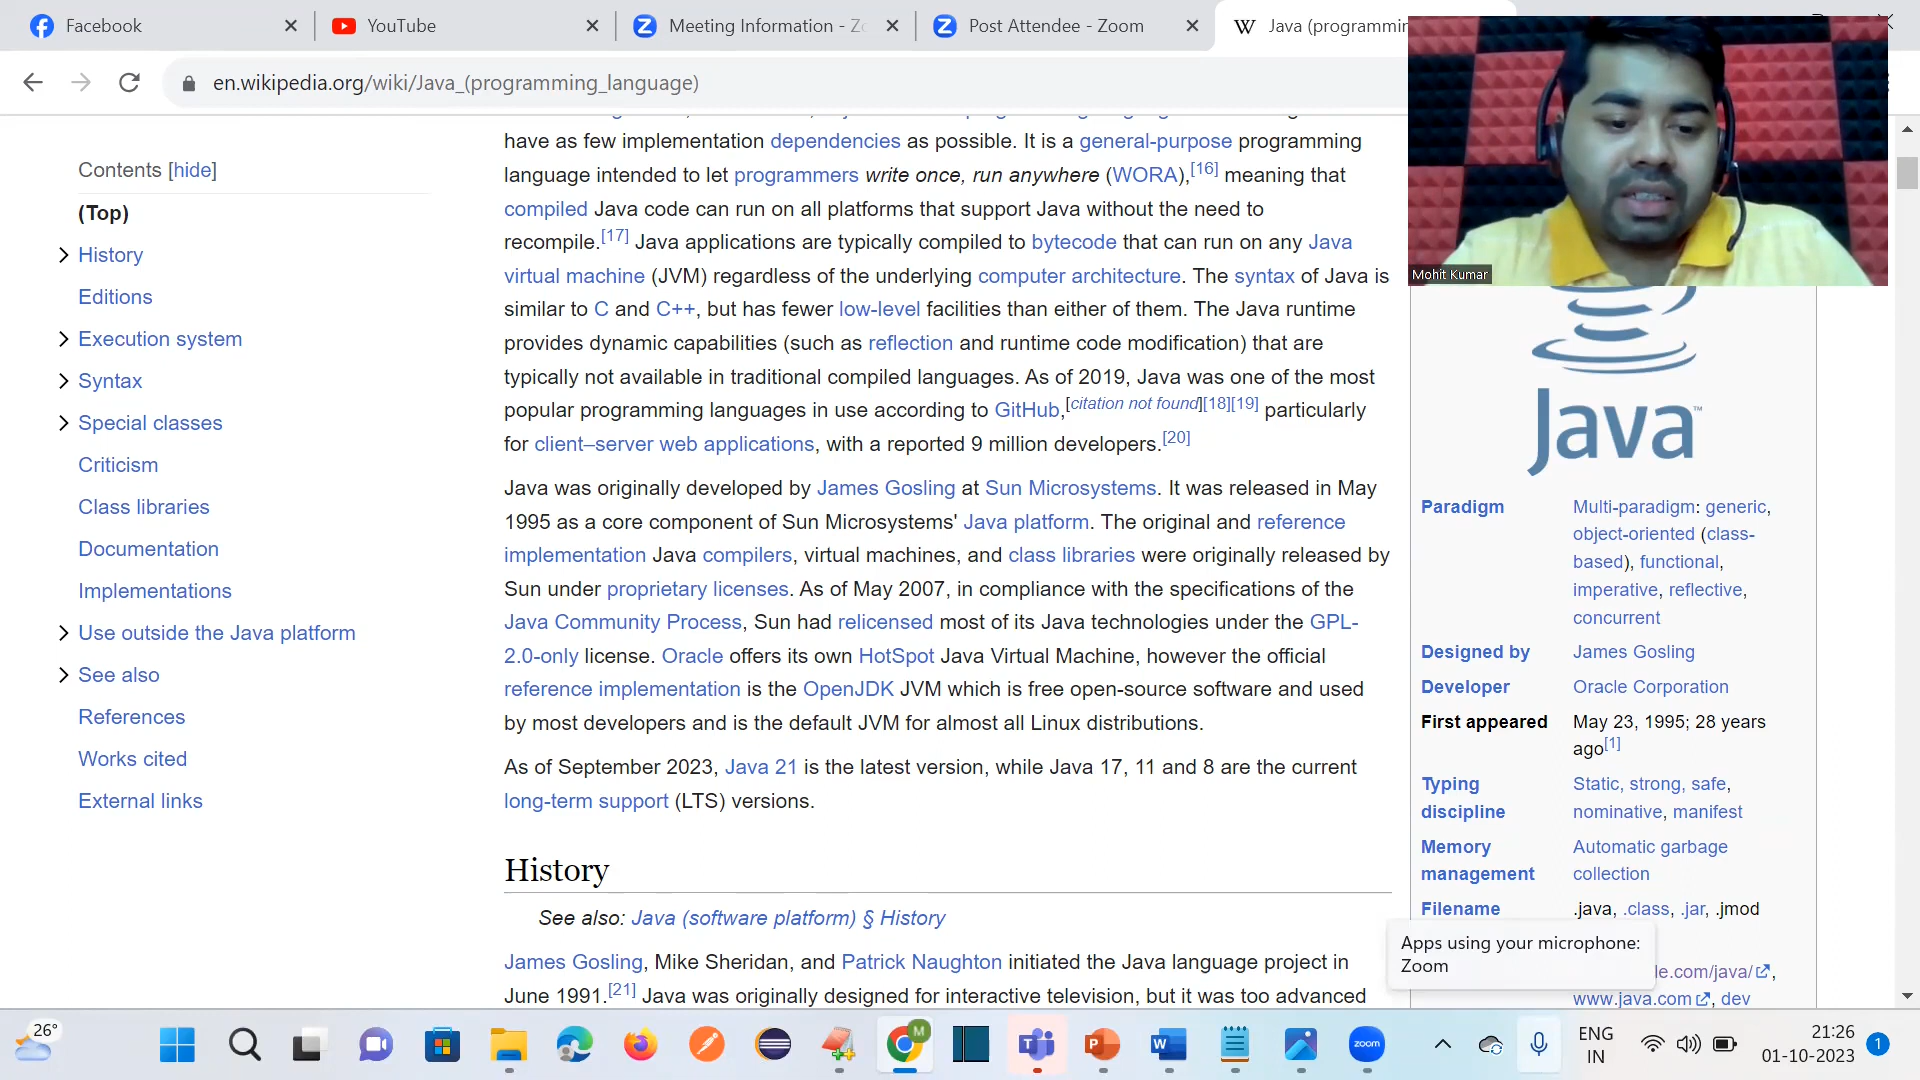 Facebook
YouTube
Meeting Information - Zo
Post Attendee - Zoom
W Java (programmin
en.wikipedia.org/wiki/Java_(programming_language)
Mohit Kumar
Contents [hide]
(Top)
History
Editions
Execution system
Syntax
Special classes
Criticism
Class libraries
Documentation
Implementations
Use outside the Java platform
See also
References
Works cited
External links
have as few implementation dependencies as possible. It is a general-purpose programming
language intended to let programmers write once, run anywhere (WORA),[16] meaning that
compiled Java code can run on all platforms that support Java without the need to
recompile.[17] Java applications are typically compiled to bytecode that can run on any Java
virtual machine (JVM) regardless of the underlying computer architecture. The syntax of Java is
similar to C and C++, but has fewer low-level facilities than either of them. The Java runtime
provides dynamic capabilities (such as reflection and runtime code modification) that are
typically not available in traditional compiled languages. As of 2019, Java was one of the most
popular programming languages in use according to GitHub,[citation not found][18][19] particularly
for client–server web applications, with a reported 9 million developers.[20]
Java was originally developed by James Gosling at Sun Microsystems. It was released in May
1995 as a core component of Sun Microsystems' Java platform. The original and reference
implementation Java compilers, virtual machines, and class libraries were originally released by
Sun under proprietary licenses. As of May 2007, in compliance with the specifications of the
Java Community Process, Sun had relicensed most of its Java technologies under the GPL-
2.0-only license. Oracle offers its own HotSpot Java Virtual Machine, however the official
reference implementation is the OpenJDK JVM which is free open-source software and used
by most developers and is the default JVM for almost all Linux distributions.
As of September 2023, Java 21 is the latest version, while Java 17, 11 and 8 are the current
long-term support (LTS) versions.
History
See also: Java (software platform) § History
James Gosling, Mike Sheridan, and Patrick Naughton initiated the Java language project in
June 1991.[21] Java was originally designed for interactive television, but it was too advanced
Java™
Paradigm Multi-paradigm: generic,
object-oriented (class-
based), functional,
imperative, reflective,
concurrent
Designed by James Gosling
Developer Oracle Corporation
First appeared May 23, 1995; 28 years
ago[1]
Typing Static, strong, safe,
discipline nominative, manifest
Memory Automatic garbage
management collection
Filename .java, .class, .jar, .jmod
Apps using your microphone:
Zoom
le.com/java/,
www.java.com, dev
26°
M
zoom
ENG
IN
21:26
01-10-2023
1